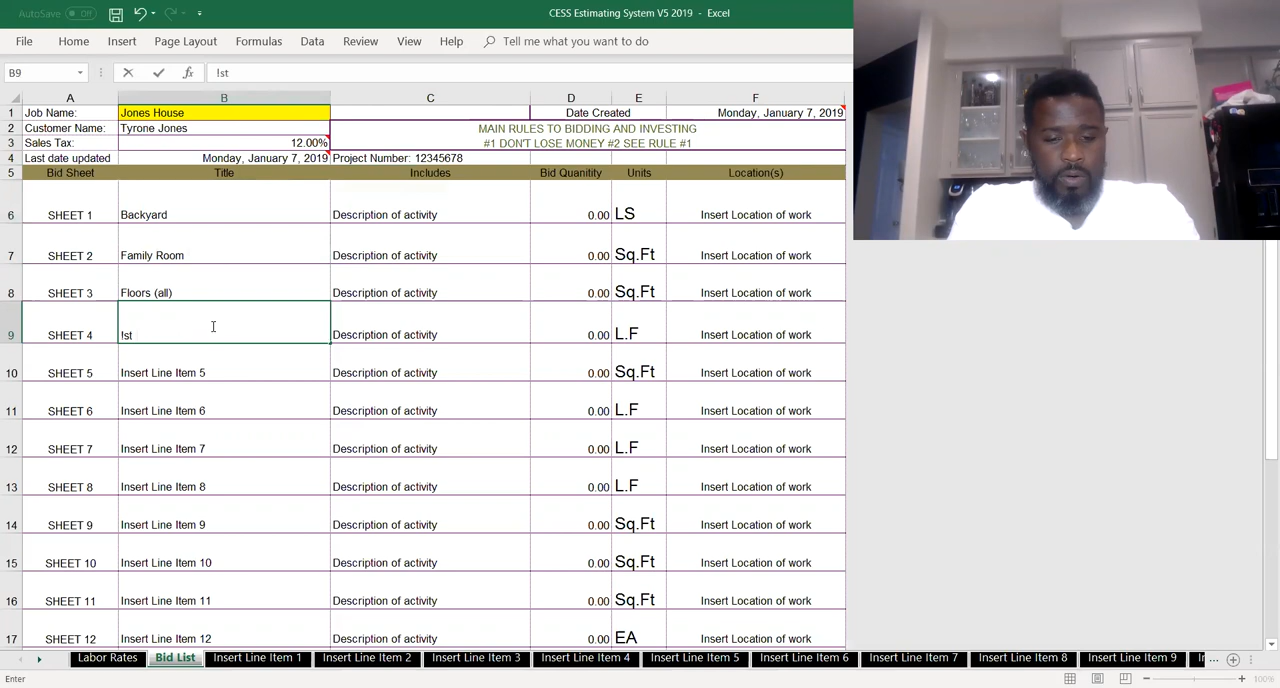 AutoSave Off
CESS Estimating System V5 2019 - Excel
File Home Insert Page Layout Formulas Data Review View Help Tell me what you want to do
B9 fx !st
A B C D E F
1 Job Name: Jones House Date Created Monday, January 7, 2019
2 Customer Name: Tyrone Jones MAIN RULES TO BIDDING AND INVESTING
3 Sales Tax: 12.00% #1 DON'T LOSE MONEY #2 SEE RULE #1
4 Last date updated Monday, January 7, 2019 Project Number: 12345678
5 Bid Sheet Title Includes Bid Quanitity Units Location(s)
6 SHEET 1 Backyard Description of activity 0.00 LS Insert Location of work
7 SHEET 2 Family Room Description of activity 0.00 Sq.Ft Insert Location of work
8 SHEET 3 Floors (all) Description of activity 0.00 Sq.Ft Insert Location of work
9 SHEET 4 !st Description of activity 0.00 L.F Insert Location of work
10 SHEET 5 Insert Line Item 5 Description of activity 0.00 Sq.Ft Insert Location of work
11 SHEET 6 Insert Line Item 6 Description of activity 0.00 L.F Insert Location of work
12 SHEET 7 Insert Line Item 7 Description of activity 0.00 L.F Insert Location of work
13 SHEET 8 Insert Line Item 8 Description of activity 0.00 L.F Insert Location of work
14 SHEET 9 Insert Line Item 9 Description of activity 0.00 Sq.Ft Insert Location of work
15 SHEET 10 Insert Line Item 10 Description of activity 0.00 Sq.Ft Insert Location of work
16 SHEET 11 Insert Line Item 11 Description of activity 0.00 Sq.Ft Insert Location of work
17 SHEET 12 Insert Line Item 12 Description of activity 0.00 EA Insert Location of work
Labor Rates Bid List Insert Line Item 1 Insert Line Item 2 Insert Line Item 3 Insert Line Item 4 Insert Line Item 5 Insert Line Item 6 Insert Line Item 7 Insert Line Item 8 Insert Line Item 9 ...
Enter 100%